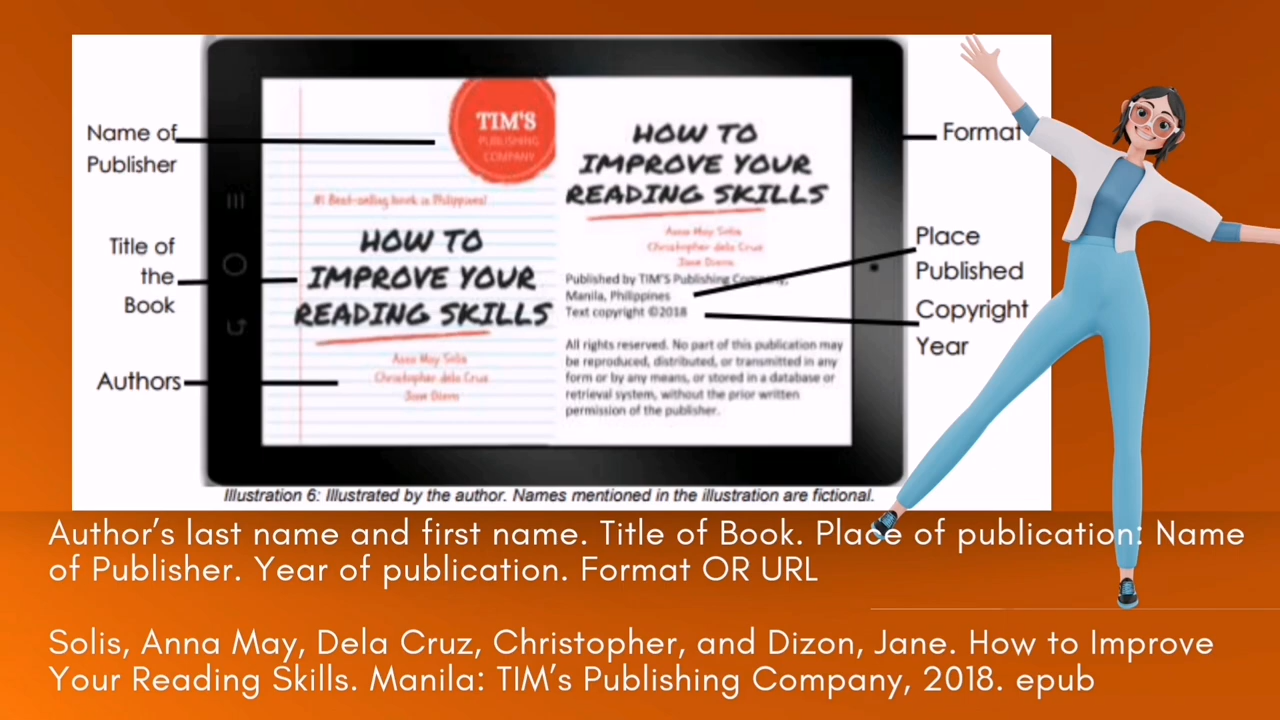 Name of
Publisher
Title of
the
Book
Authors
TIM'S
PUBLISHING
COMPANY
#1 Best-selling book in Philippines!
HOW TO
IMPROVE YOUR
READING SKILLS
Anna May Solis
Christopher dela Cruz
HOW TO
IMPROVE YOUR
READING SKILLS
Anna May Solis
Christopher dela Cruz
Published by TIM'S Publishing Company,
Manila, Philippines
Text copyright ©2018
All rights reserved. No part of this publication may
be reproduced, distributed, or transmitted in any
form or by any means, or stored in a database or
retrieval system, without the prior written
permission of the publisher.
Format
Place
Published
Copyright
Year
Illustration 6: Illustrated by the author. Names mentioned in the illustration are fictional.
Author's last name and first name. Title of Book. Place of publication: Name
of Publisher. Year of publication. Format OR URL
Solis, Anna May, Dela Cruz, Christopher, and Dizon, Jane. How to Improve
Your Reading Skills. Manila: TIM's Publishing Company, 2018. epub